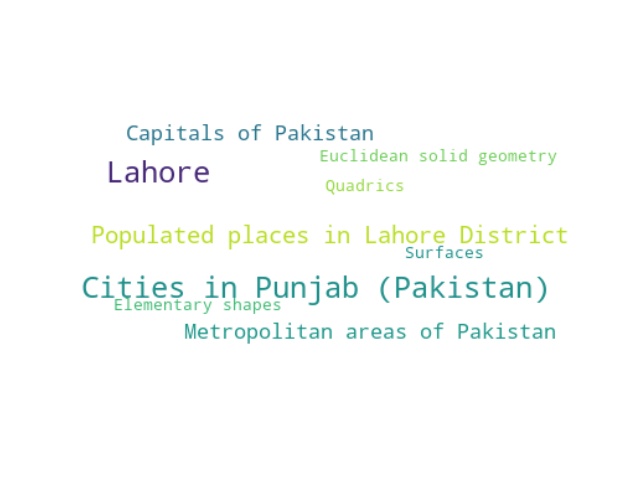 Capitals of Pakistan
Euclidean solid geometry
Lahore
Quadrics
Populated places in Lahore District
Surfaces
Cities in Punjab (Pakistan)
Elementary shapes
Metropolitan areas of Pakistan